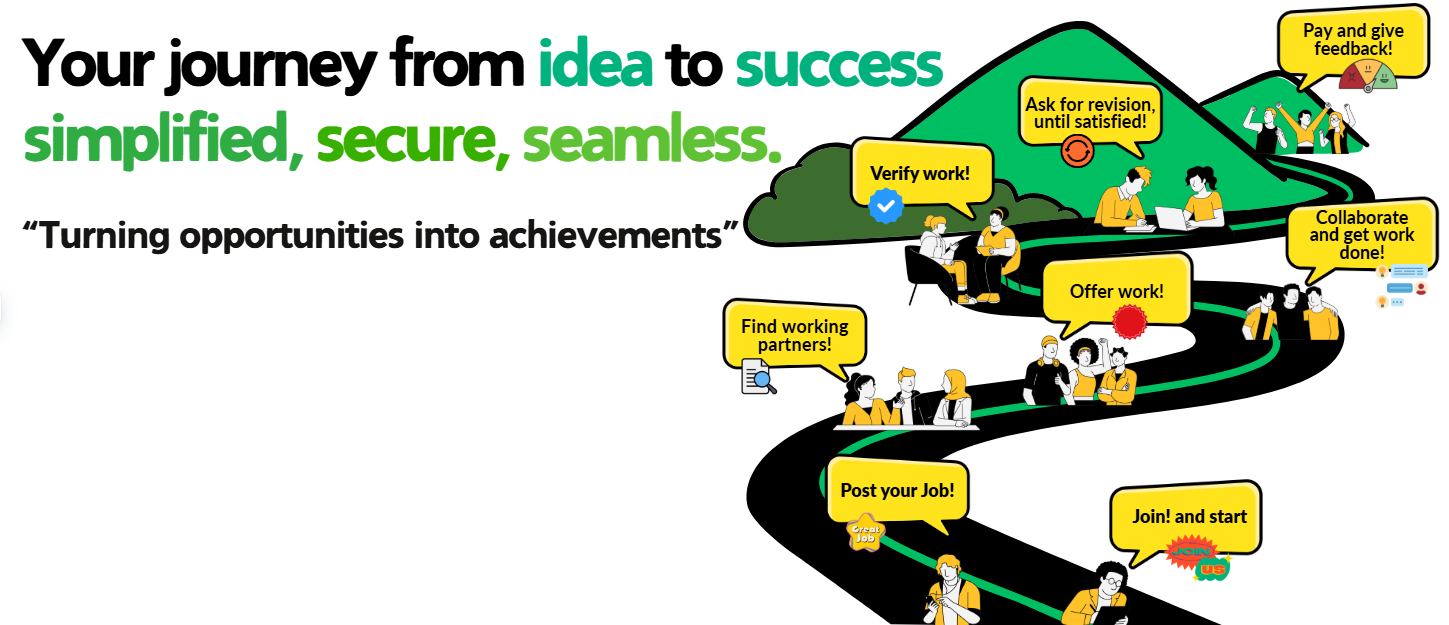 Your journey from idea to success
simplified, secure, seamless.
“Turning opportunities into achievements”
Pay and give
feedback!
Ask for revision,
until satisfied!
Verify work!
Collaborate
and get work
done!
Offer work!
Find working
partners!
Post your Job!
Great
Job
Join! and start
JOIN
US